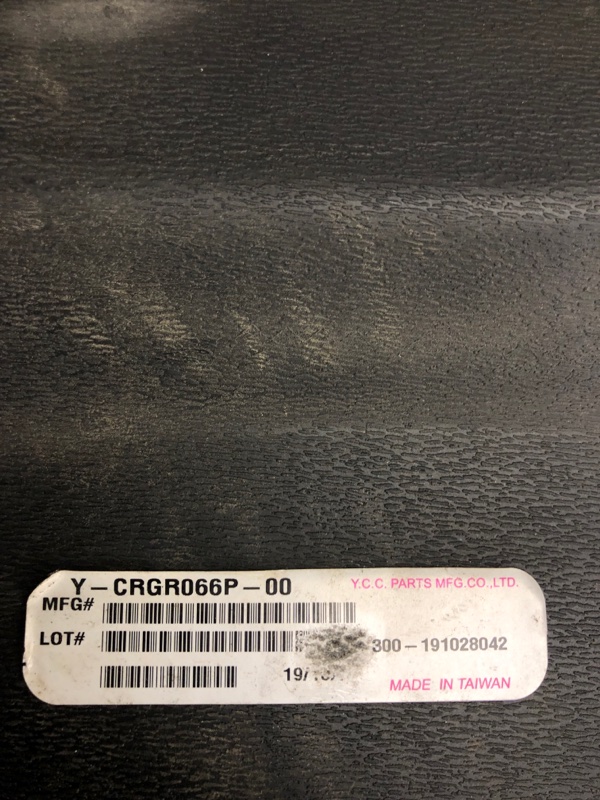 Y-CRGR066P-00 Y.C.C. PARTS MFG.CO.,LTD.
MFG#
LOT# 300-191028042
MADE IN TAIWAN